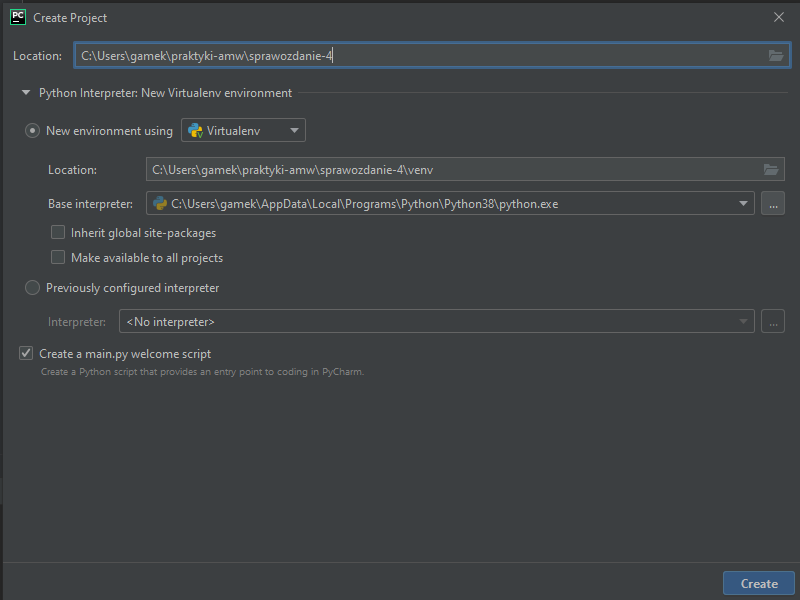 PC Create Project
Location: C:\Users\gamek\praktyki-amw\sprawozdanie-4
Python Interpreter: New Virtualenv environment
New environment using Virtualenv
Location: C:\Users\gamek\praktyki-amw\sprawozdanie-4\venv
Base interpreter: C:\Users\gamek\AppData\Local\Programs\Python\Python38\python.exe ...
Inherit global site-packages
Make available to all projects
Previously configured interpreter
Interpreter: <No interpreter> ...
Create a main.py welcome script
Create a Python script that provides an entry point to coding in PyCharm.
Create